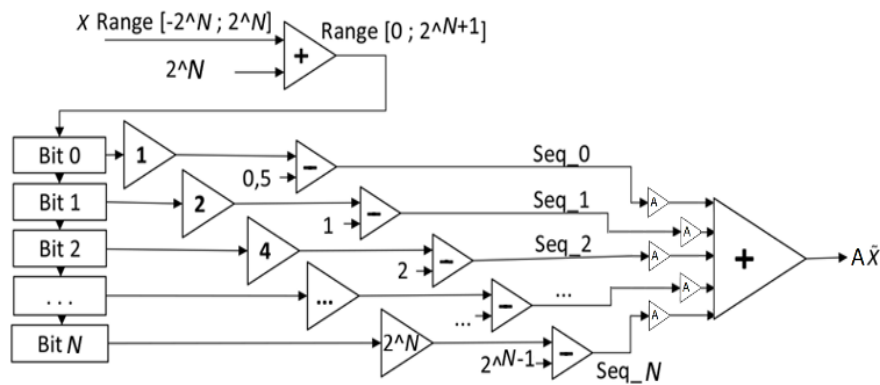 X Range [-2^N ; 2^N]
Range [0 ; 2^N+1]
+
2^N
Bit 0
1
-
0,5
Seq_0
A
Bit 1
2
-
1
Seq_1
A
Bit 2
4
-
2
Seq_2
A
+
AX̃
. . .
...
-
...
...
A
Bit N
2^N
-
2^N-1
Seq_N
A